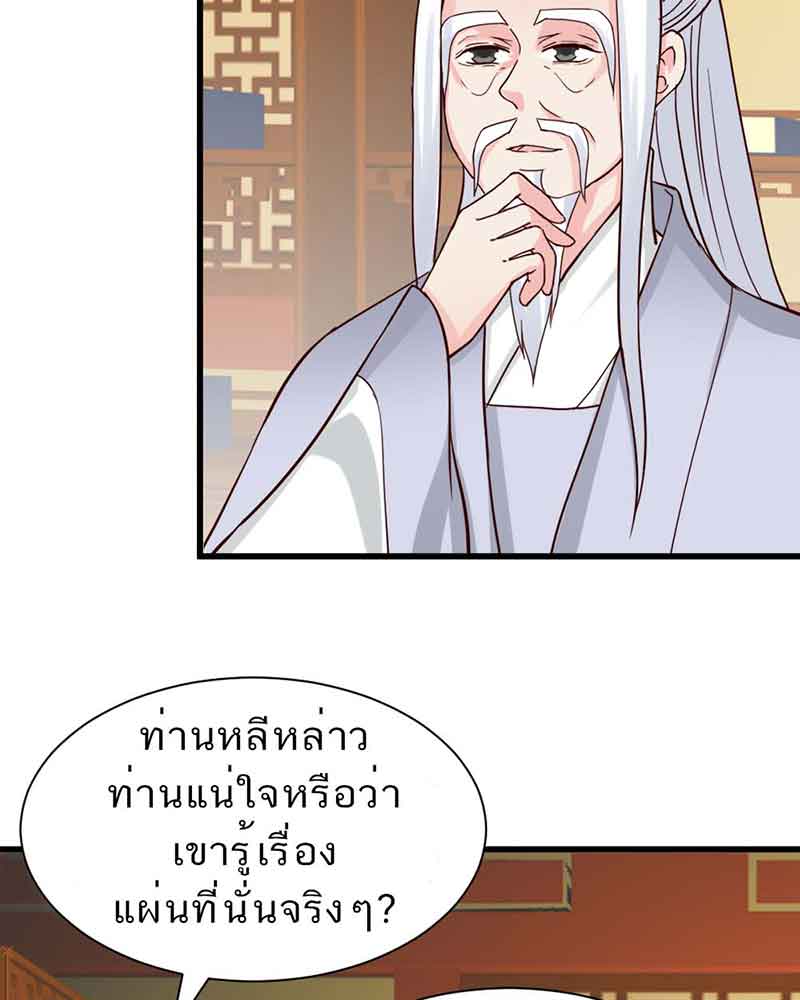 ท่านหลีหล่าว
ท่านแน่ใจหรือว่า
เขารู้เรื่อง
แผ่นที่นั่นจริงๆ?